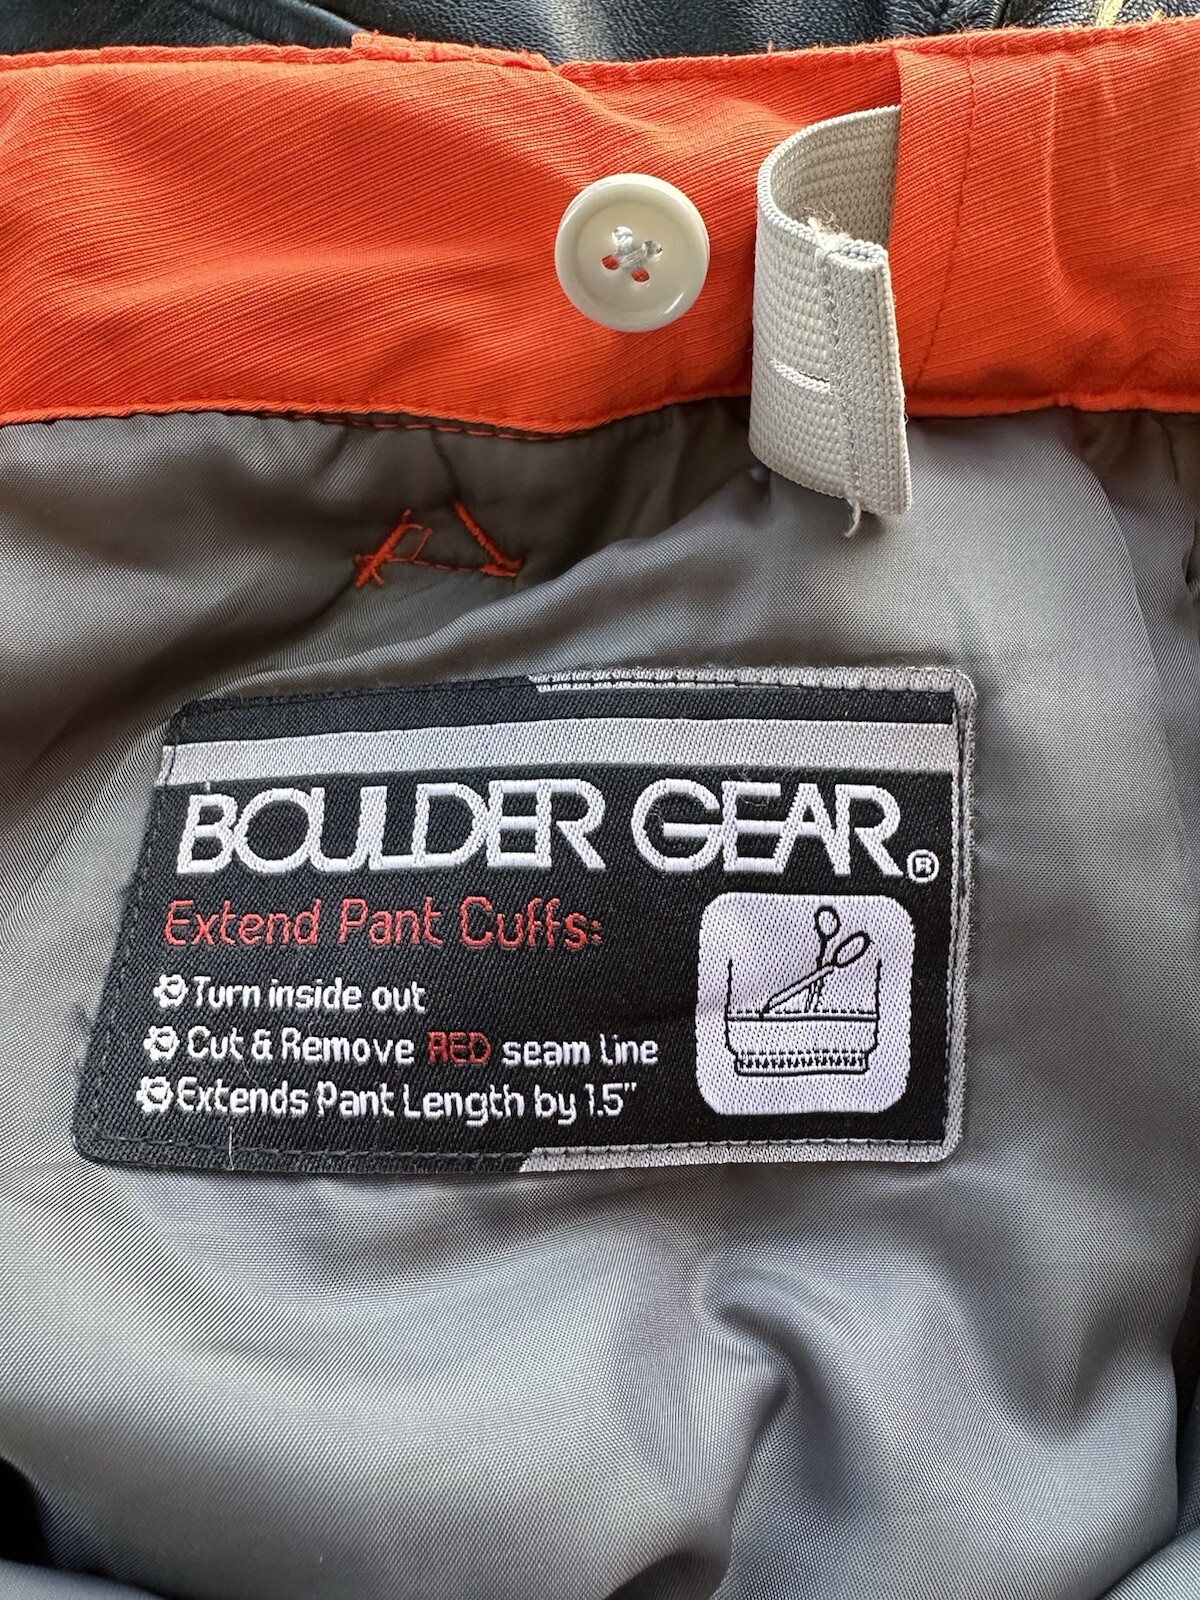 BOULDER GEAR®
Extend Pant Cuffs:
Turn inside out
Cut & Remove RED seam line
Extends Pant Length by 1.5"